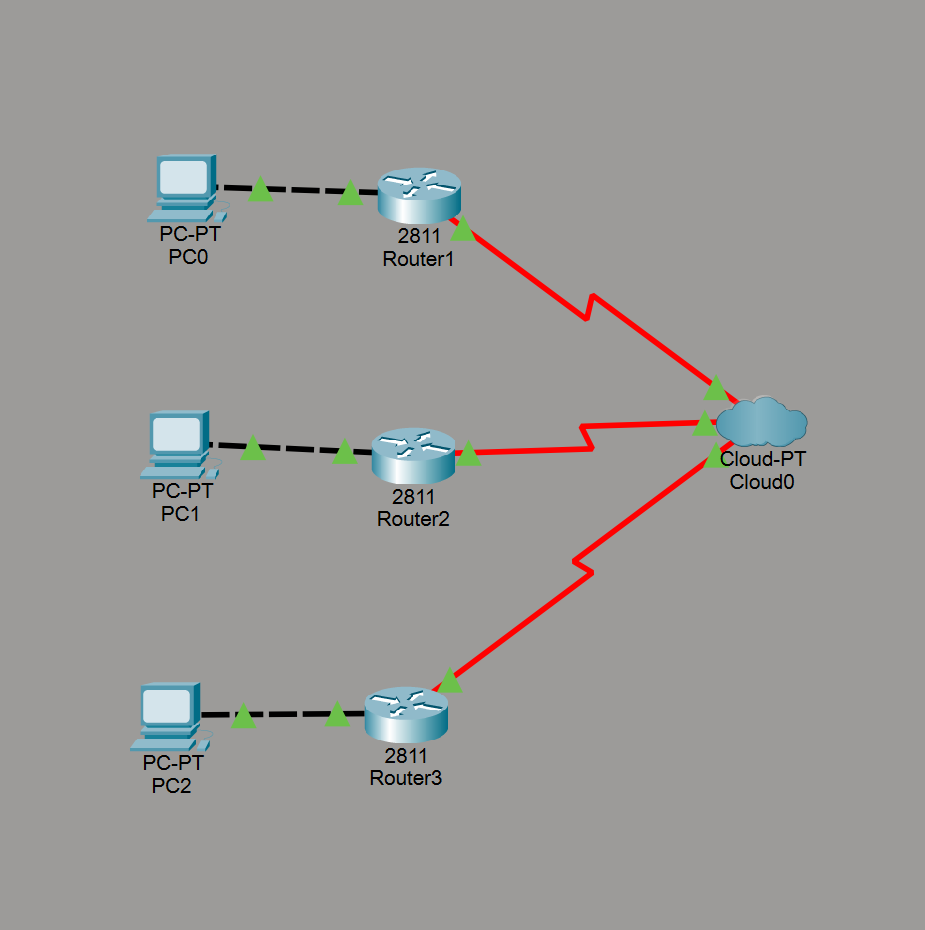 PC-PT
PC0
2811
Router1
PC-PT
PC1
2811
Router2
Cloud-PT
Cloud0
PC-PT
PC2
2811
Router3